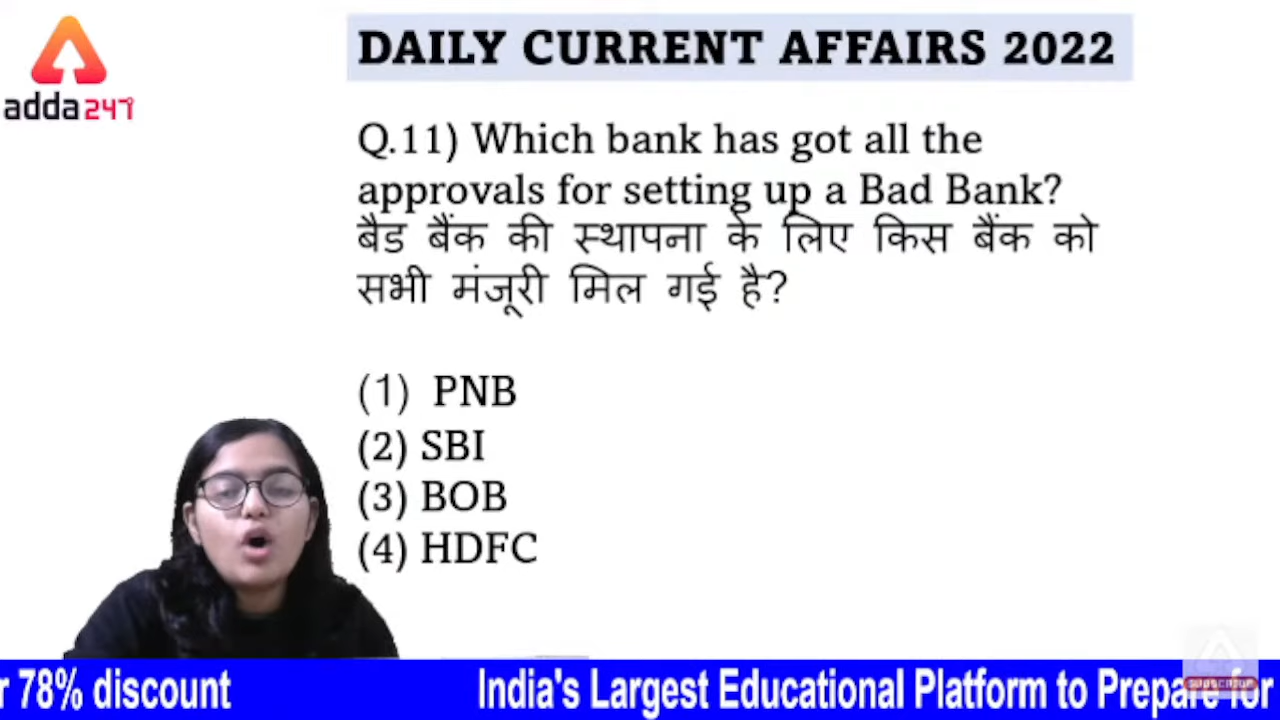 adda247
DAILY CURRENT AFFAIRS 2022
Q.11) Which bank has got all the
approvals for setting up a Bad Bank?
बैड बैंक की स्थापना के लिए किस बैंक को
सभी मंजूरी मिल गई है?
(1) PNB
(2) SBI
(3) BOB
(4) HDFC
SUBSCRIBE
r 78% discount India's Largest Educational Platform to Prepare for